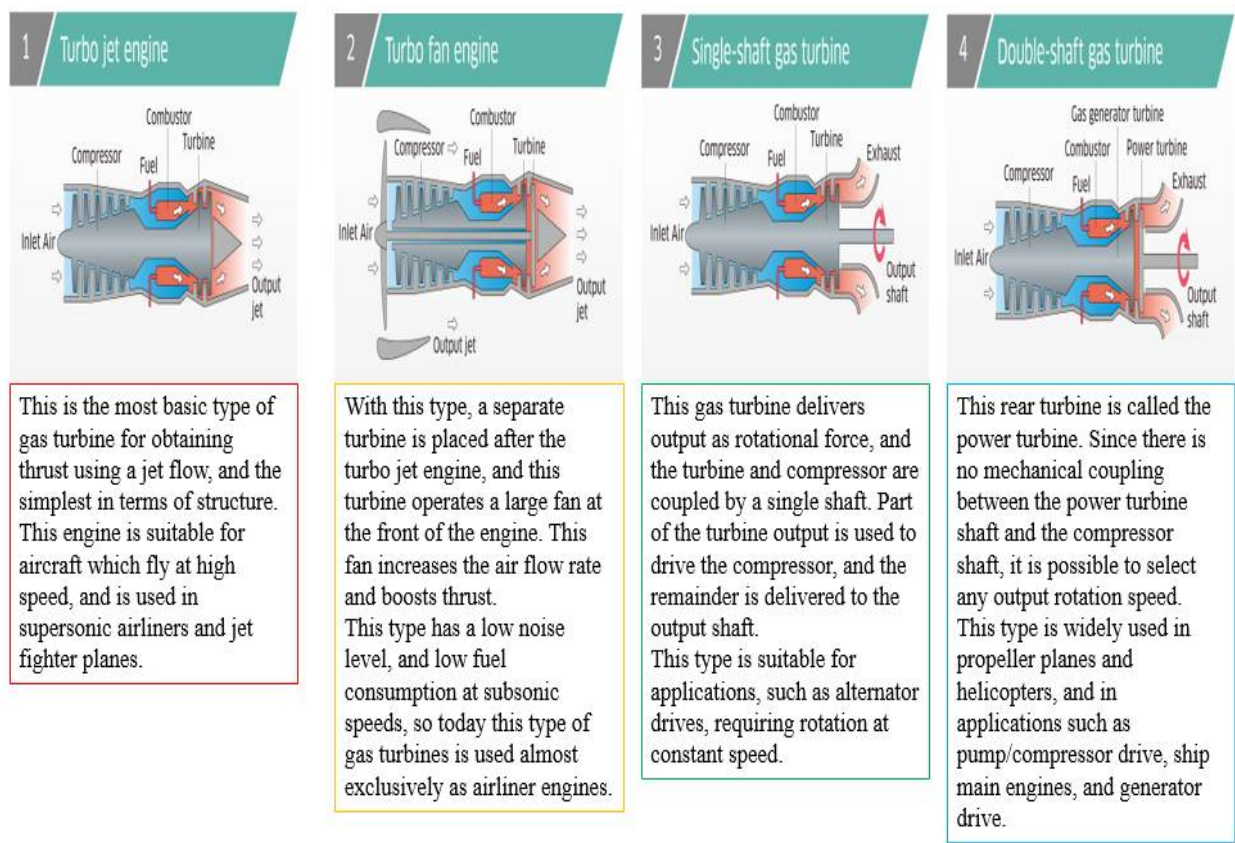 1 Turbo jet engine
Combustor
Turbine
Compressor
Fuel
Inlet Air
Output
jet
This is the most basic type of
gas turbine for obtaining
thrust using a jet flow, and the
simplest in terms of structure.
This engine is suitable for
aircraft which fly at high
speed, and is used in
supersonic airliners and jet
fighter planes.
2 Turbo fan engine
Combustor
Compressor
Fuel
Turbine
Inlet Air
Output
jet
Output jet
With this type, a separate
turbine is placed after the
turbo jet engine, and this
turbine operates a large fan at
the front of the engine. This
fan increases the air flow rate
and boosts thrust.
This type has a low noise
level, and low fuel
consumption at subsonic
speeds, so today this type of
gas turbines is used almost
exclusively as airliner engines.
3 Single-shaft gas turbine
Combustor
Compressor
Fuel
Turbine
Exhaust
Inlet Air
Output
shaft
This gas turbine delivers
output as rotational force, and
the turbine and compressor are
coupled by a single shaft. Part
of the turbine output is used to
drive the compressor, and the
remainder is delivered to the
output shaft.
This type is suitable for
applications, such as alternator
drives, requiring rotation at
constant speed.
4 Double-shaft gas turbine
Gas generator turbine
Combustor
Power turbine
Compressor
Fuel
Exhaust
Inlet Air
Output
shaft
This rear turbine is called the
power turbine. Since there is
no mechanical coupling
between the power turbine
shaft and the compressor
shaft, it is possible to select
any output rotation speed.
This type is widely used in
propeller planes and
helicopters, and in
applications such as
pump/compressor drive, ship
main engines, and generator
drive.